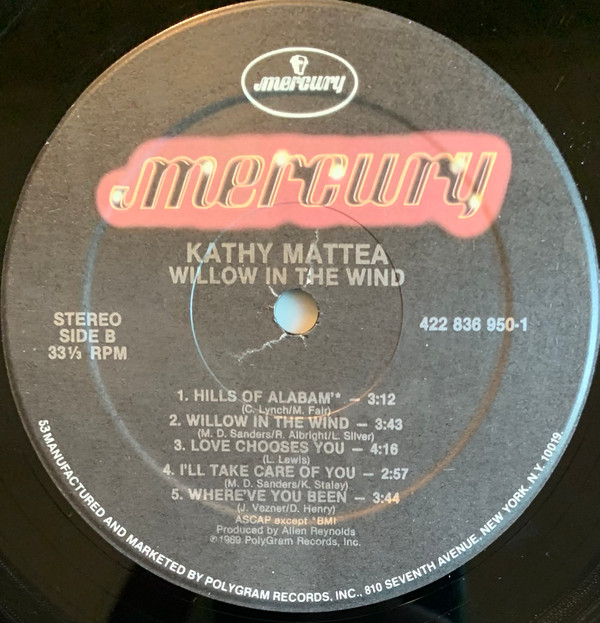 mercury
mercury
KATHY MATTEA
WILLOW IN THE WIND
STEREO
SIDE B
33⅓ RPM
422 836 950-1
1. HILLS OF ALABAM'* — 3:12
(C. Lynch/M. Fair)
2. WILLOW IN THE WIND — 3:43
(M. D. Sanders/R. Albright/L. Silver)
3. LOVE CHOOSES YOU — 4:16
(L. Lewis)
4. I'LL TAKE CARE OF YOU — 2:57
(M. D. Sanders/K. Staley)
5. WHERE'VE YOU BEEN — 3:44
(J. Vezner/D. Henry)
ASCAP except *BMI
Produced by Allen Reynolds
℗1989 PolyGram Records, Inc.
53 MANUFACTURED AND MARKETED BY POLYGRAM RECORDS, INC., 810 SEVENTH AVENUE, NEW YORK, N.Y. 10019.